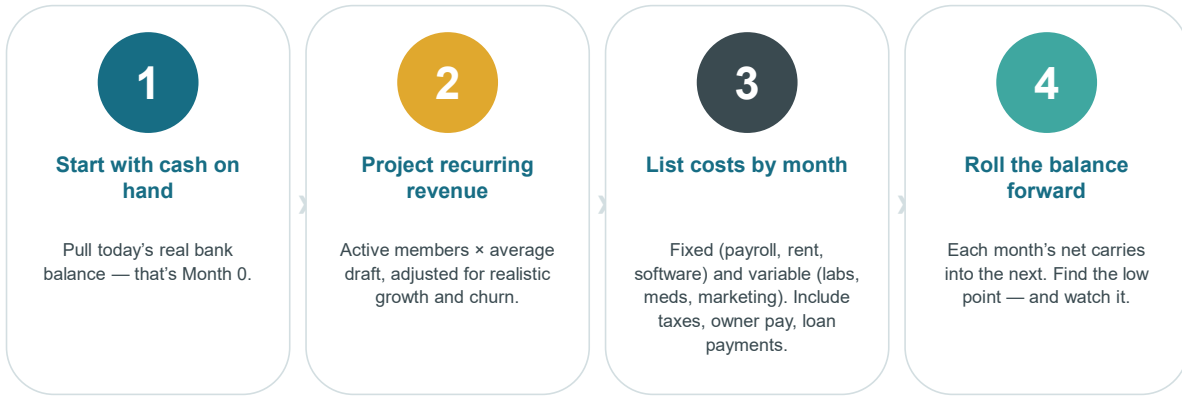 1
Start with cash on
hand
Pull today’s real bank
balance — that’s Month 0.
2
Project recurring
revenue
Active members × average
draft, adjusted for realistic
growth and churn.
3
List costs by month
Fixed (payroll, rent,
software) and variable (labs,
meds, marketing). Include
taxes, owner pay, loan
payments.
4
Roll the balance
forward
Each month’s net carries
into the next. Find the low
point — and watch it.